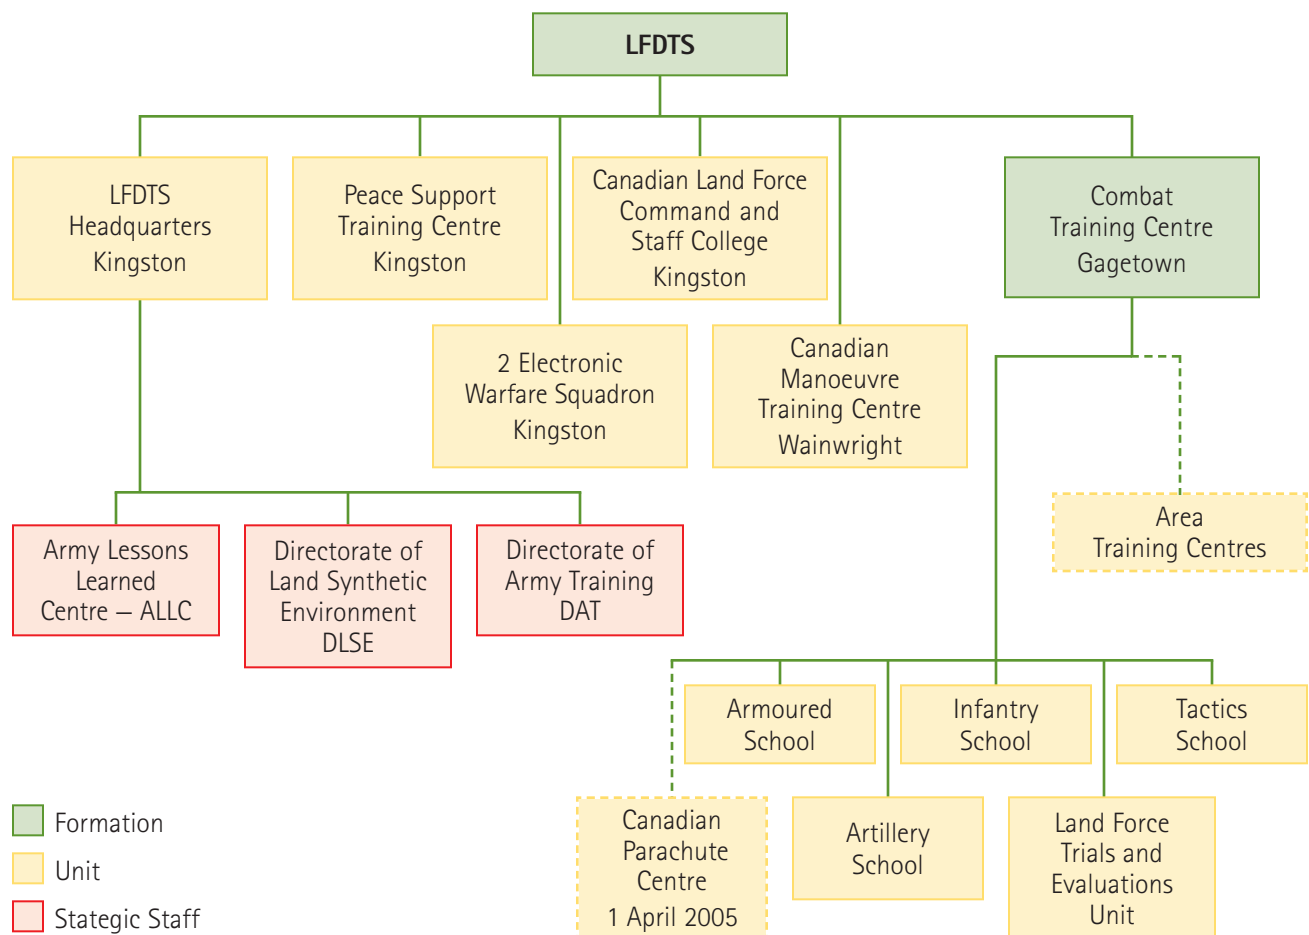 LFDTS
LFDTS
Headquarters
Kingston
Peace Support
Training Centre
Kingston
Canadian Land Force
Command and
Staff College
Kingston
Combat
Training Centre
Gagetown
2 Electronic
Warfare Squadron
Kingston
Canadian
Manoeuvre
Training Centre
Wainwright
Area
Training Centres
Army Lessons
Learned
Centre — ALLC
Directorate of
Land Synthetic
Environment
DLSE
Directorate of
Army Training
DAT
Armoured
School
Infantry
School
Tactics
School
Canadian
Parachute
Centre
1 April 2005
Artillery
School
Land Force
Trials and
Evaluations
Unit
Formation
Unit
Stategic Staff